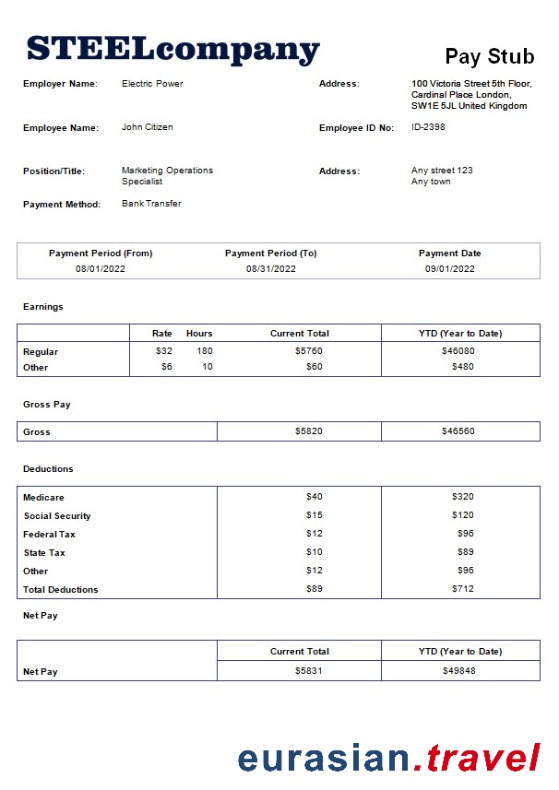 STEELcompany
Pay Stub
Employer Name: Electric Power Address: 100 Victoria Street 5th Floor,
Cardinal Place London,
SW1E 5JL United Kingdom
Employee Name: John Citizen Employee ID No: ID-2398
Position/Title: Marketing Operations Address: Any street 123
Specialist Any town
Payment Method: Bank Transfer
Payment Period (From) Payment Period (To) Payment Date
08/01/2022 08/31/2022 09/01/2022
Earnings
Rate Hours Current Total YTD (Year to Date)
Regular $32 180 $5760 $46080
Other $6 10 $60 $480
Gross Pay
Gross $5820 $46560
Deductions
Medicare $40 $320
Social Security $15 $120
Federal Tax $12 $96
State Tax $10 $89
Other $12 $96
Total Deductions $89 $712
Net Pay
Current Total YTD (Year to Date)
Net Pay $5831 $49848
eurasian.travel